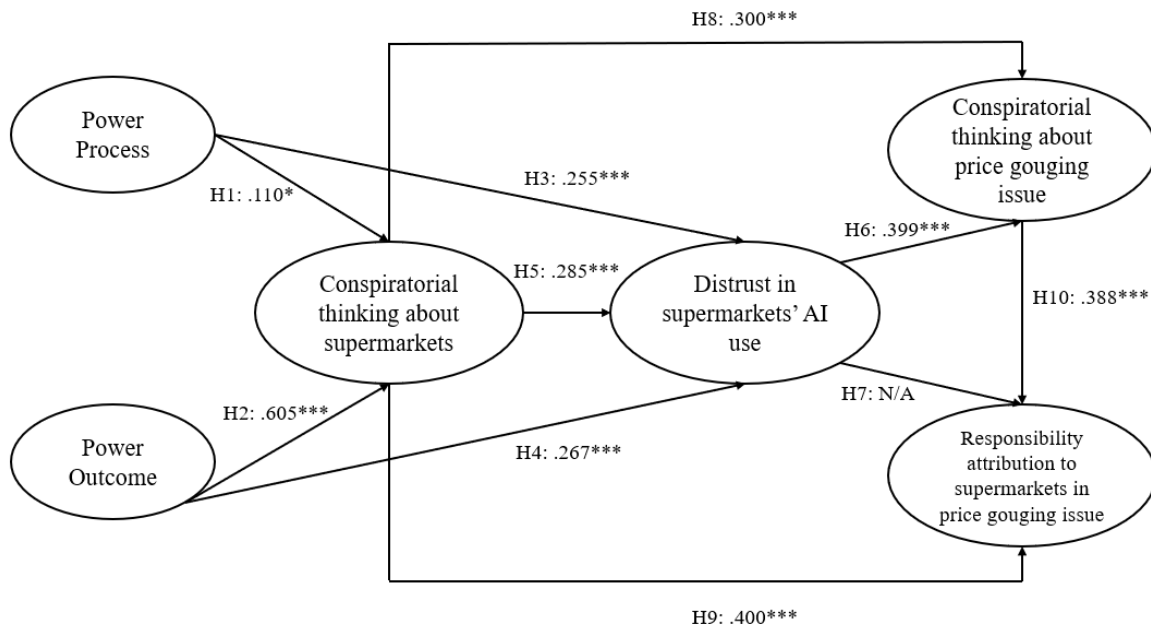 H8: .300***
Power
Process
Conspiratorial
thinking about
price gouging
issue
H1: .110*
H3: .255***
H6: .399***
Conspiratorial
thinking about
supermarkets
H5: .285***
Distrust in
supermarkets’ AI
use
H10: .388***
H7: N/A
H2: .605***
Power
Outcome
H4: .267***
Responsibility
attribution to
supermarkets in
price gouging issue
H9: .400***